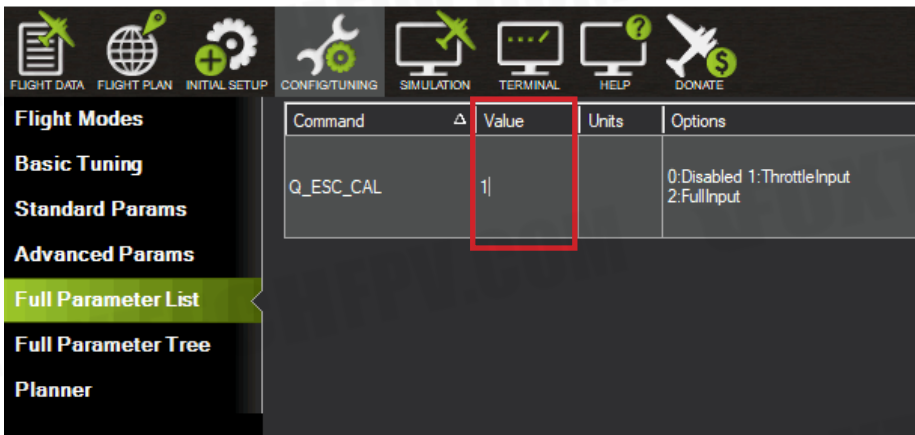 FLIGHT DATA FLIGHT PLAN INITIAL SETUP CONFIG/TUNING SIMULATION TERMINAL HELP DONATE
Flight Modes
Basic Tuning
Standard Params
Advanced Params
Full Parameter List
Full Parameter Tree
Planner
Command Value Units Options
Q_ESC_CAL 1 0:Disabled 1:ThrottleInput
2:FullInput